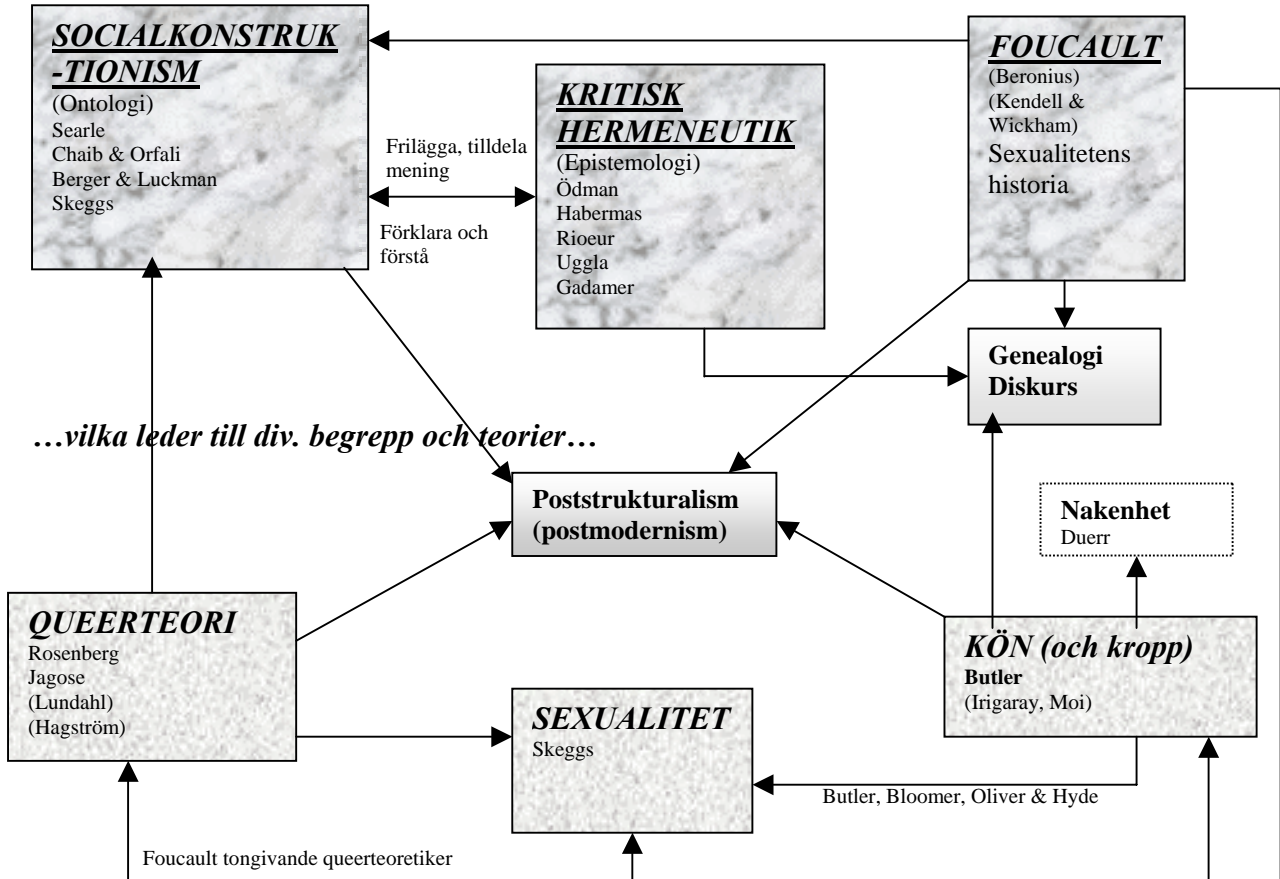 SOCIALKONSTRUK
-TIONISM
(Ontologi)
Searle
Chaib & Orfali
Berger & Luckman
Skeggs
Frilägga, tilldela
mening
Förklara och
förstå
KRITISK
HERMENEUTIK
(Epistemologi)
Ödman
Habermas
Rioeur
Uggla
Gadamer
FOUCAULT
(Beronius)
(Kendell &
Wickham)
Sexualitetens
historia
Genealogi
Diskurs
…vilka leder till div. begrepp och teorier…
Poststrukturalism
(postmodernism)
Nakenhet
Duerr
QUEERTEORI
Rosenberg
Jagose
(Lundahl)
(Hagström)
SEXUALITET
Skeggs
KÖN (och kropp)
Butler
(Irigaray, Moi)
Butler, Bloomer, Oliver & Hyde
Foucault tongivande queerteoretiker